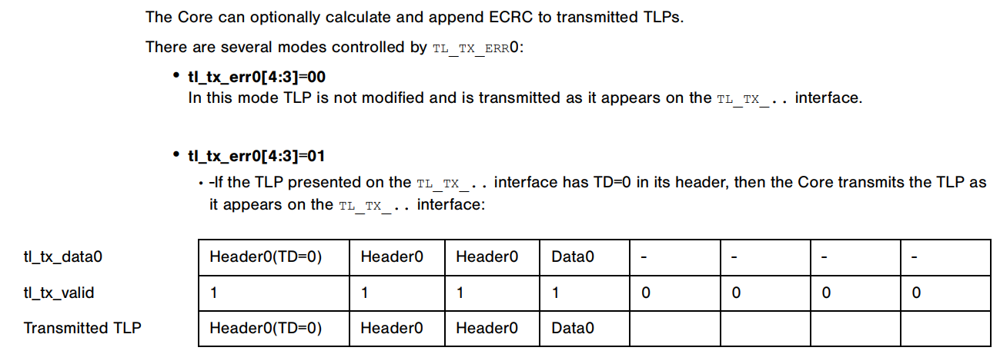 The Core can optionally calculate and append ECRC to transmitted TLPs.
There are several modes controlled by TL_TX_ERR0:
• tl_tx_err0[4:3]=00
In this mode TLP is not modified and is transmitted as it appears on the TL_TX_.. interface.
• tl_tx_err0[4:3]=01
• -If the TLP presented on the TL_TX_.. interface has TD=0 in its header, then the Core transmits the TLP as
it appears on the TL_TX_.. interface:
tl_tx_data0 Header0(TD=0) Header0 Header0 Data0 - - - -
tl_tx_valid 1 1 1 1 0 0 0 0
Transmitted TLP Header0(TD=0) Header0 Header0 Data0